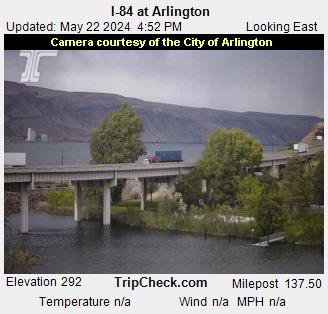 I-84 at Arlington
Updated: May 22 2024 4:52 PM Looking East
Camera courtesy of the City of Arlington
Elevation 292 TripCheck.com Milepost 137.50
Temperature n/a Wind n/a MPH n/a